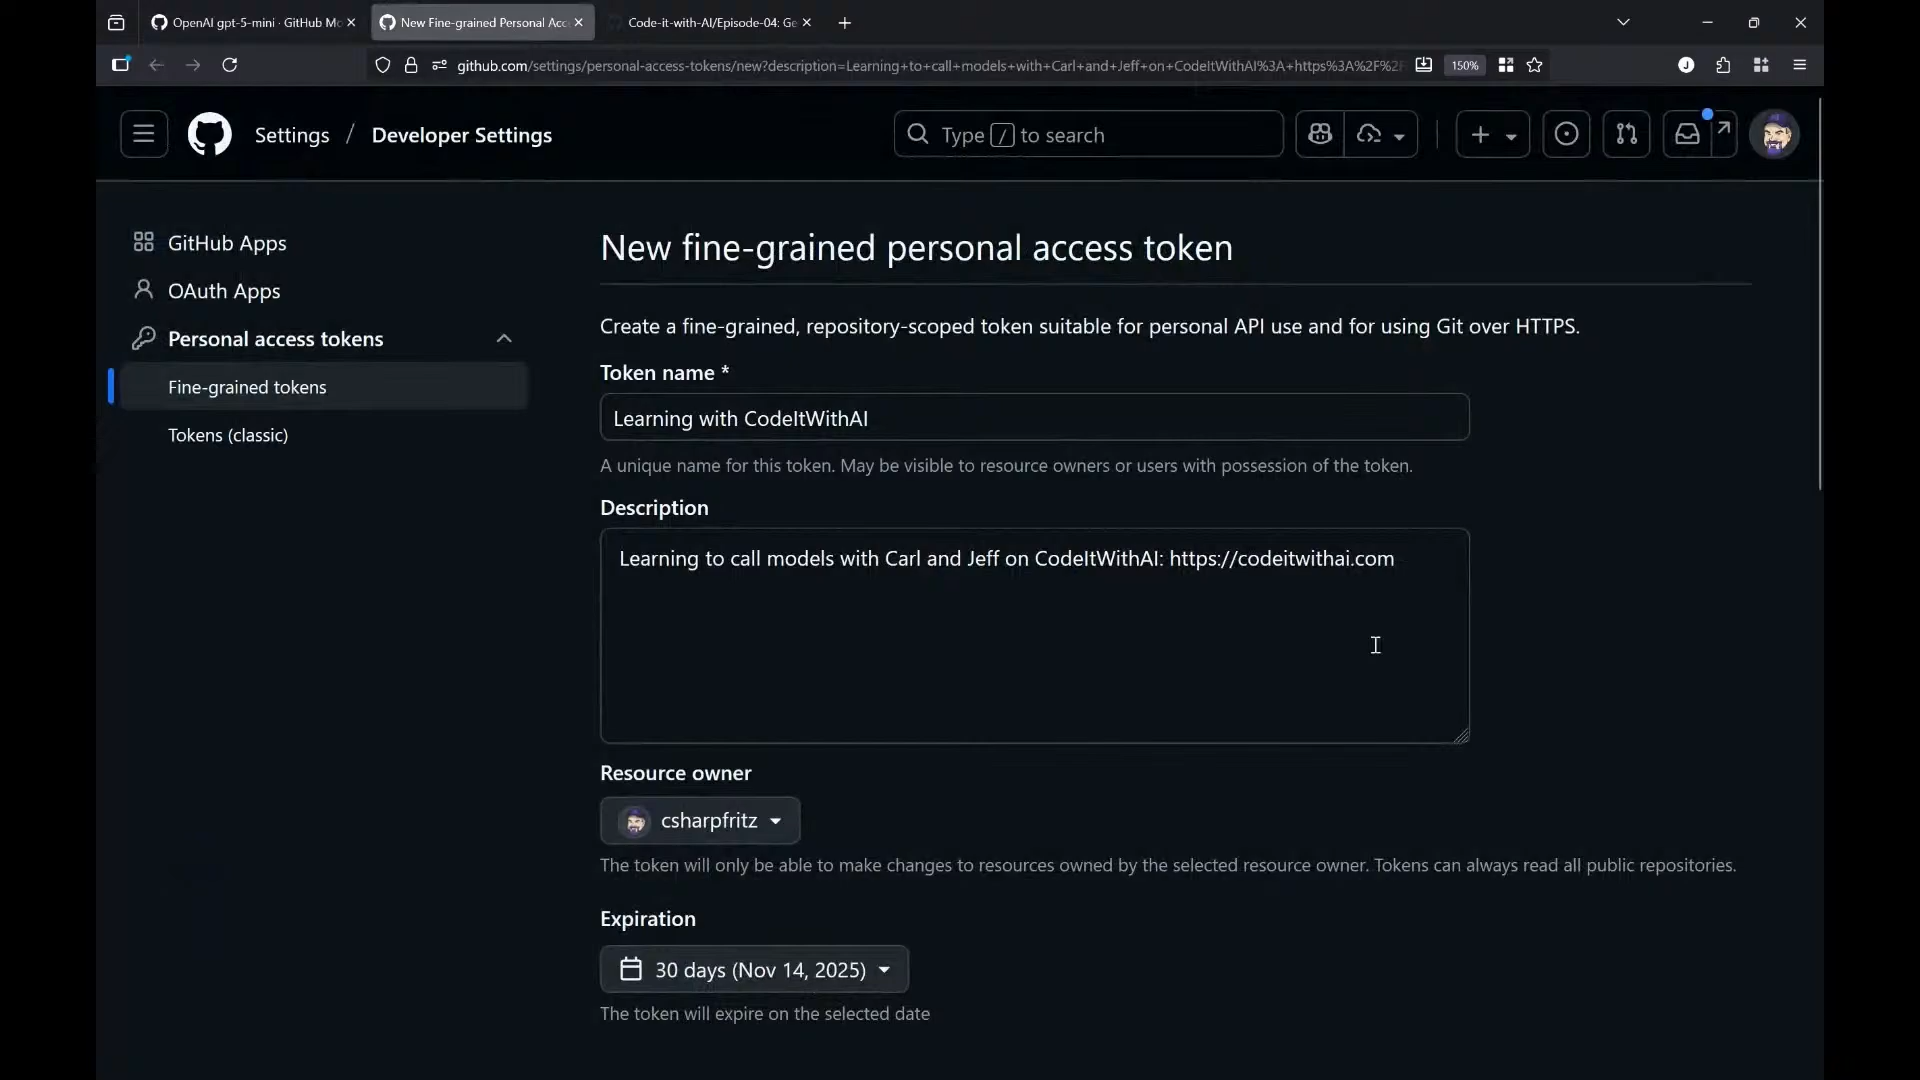 OpenAI gpt-5-mini · GitHub Mo
New Fine-grained Personal Acc
Code-it-with-AI/Episode-04: Ge
github.com/settings/personal-access-tokens/new?description=Learning+to+call+models+with+Carl+and+Jeff+on+CodeItWithAI%3A+https%3A%2F%2F
150%
J
Settings / Developer Settings
Type / to search
GitHub Apps
OAuth Apps
Personal access tokens
Fine-grained tokens
Tokens (classic)
New fine-grained personal access token
Create a fine-grained, repository-scoped token suitable for personal API use and for using Git over HTTPS.
Token name *
Learning with CodeItWithAI
A unique name for this token. May be visible to resource owners or users with possession of the token.
Description
Learning to call models with Carl and Jeff on CodeItWithAI: https://codeitwithai.com
Resource owner
csharpfritz
The token will only be able to make changes to resources owned by the selected resource owner. Tokens can always read all public repositories.
Expiration
30 days (Nov 14, 2025)
The token will expire on the selected date